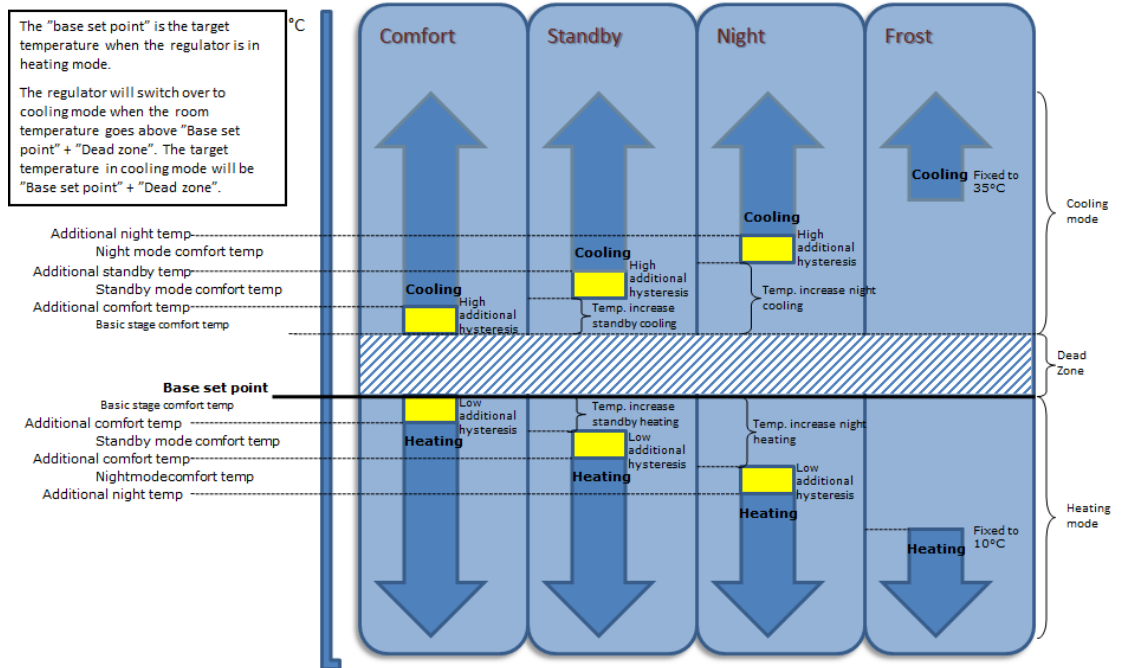 The "base set point" is the target
temperature when the regulator is in
heating mode.
The regulator will switch over to
cooling mode when the room
temperature goes above "Base set
point" + "Dead zone". The target
temperature in cooling mode will be
"Base set point" + "Dead zone".
°C
Comfort
Standby
Night
Frost
Cooling
Fixed to
35°C
Cooling
mode
Additional night temp
Night mode comfort temp
Cooling
High
additional
hysteresis
Additional standby temp
Standby mode comfort temp
Cooling
High
additional
hysteresis
Temp. increase night
cooling
Additional comfort temp
Basic stage comfort temp
Cooling
High
additional
hysteresis
Temp. increase
standby cooling
Dead
Zone
Base set point
Basic stage comfort temp
Additional comfort temp
Standby mode comfort temp
Additional comfort temp
Nightmodecomfort temp
Additional night temp
Low
additional
hysteresis
Heating
Temp. increase
standby heating
Low
additional
hysteresis
Heating
Temp. increase night
heating
Low
additional
hysteresis
Heating
Fixed to
10°C
Heating
Heating
mode